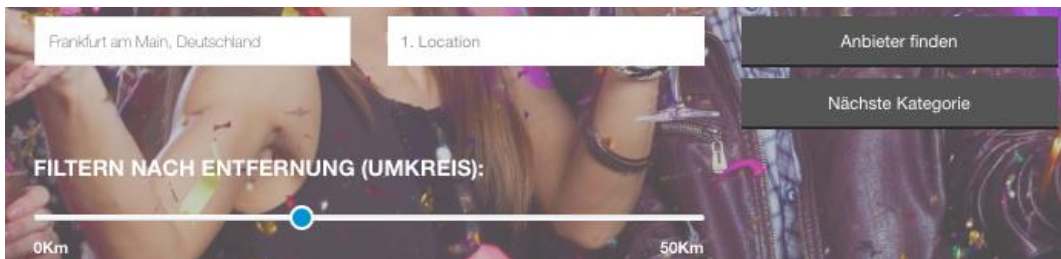 Frankfurt am Main, Deutschland
1. Location
Anbieter finden
Nächste Kategorie
FILTERN NACH ENTFERNUNG (UMKREIS):
0Km
50Km